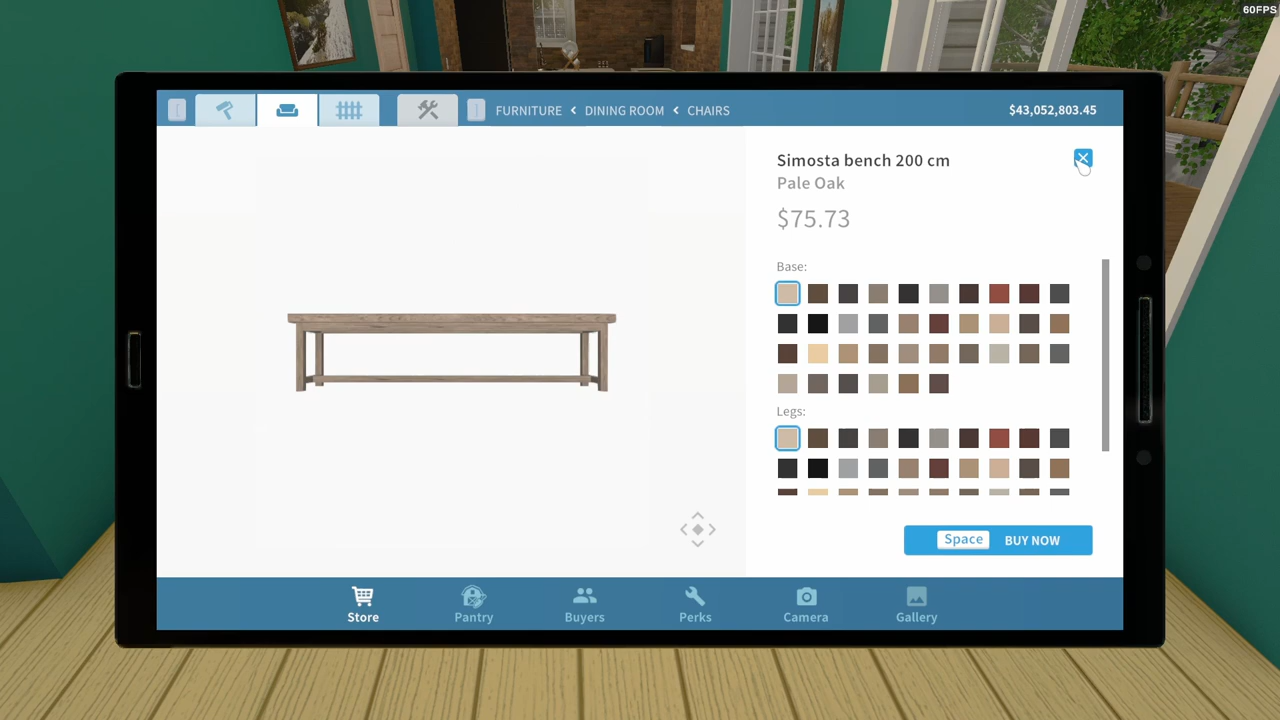 60FPS
FURNITURE < DINING ROOM < CHAIRS
$43,052,803.45
Simosta bench 200 cm
Pale Oak
$75.73
Base:
Legs:
Space BUY NOW
Store
Pantry
Buyers
Perks
Camera
Gallery